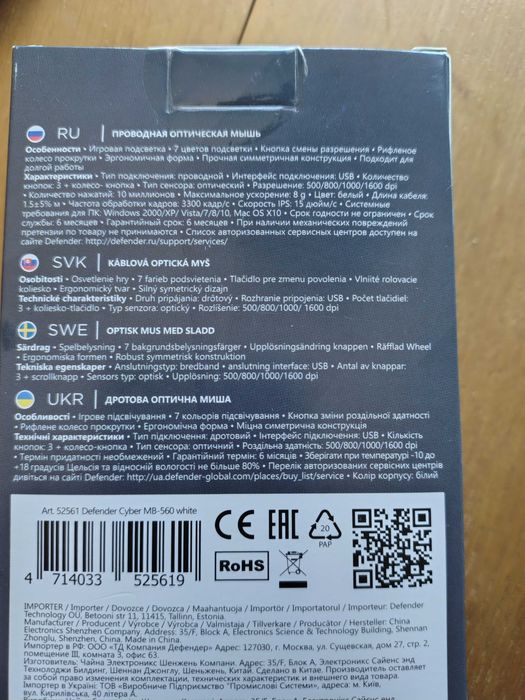 RU | ПРОВОДНАЯ ОПТИЧЕСКАЯ МЫШЬ
Особенности • Игровая подсветка • 7 цветов подсветки • Кнопка смены разрешения • Рифленое
колесо прокрутки • Эргономичная форма • Прочная симметричная конструкция • Подходит для
долгой работы
Характеристики • Тип подключения: проводной • Интерфейс подключения: USB • Количество
кнопок: 3 + колесо- кнопка • Тип сенсора: оптический • Разрешение: 500/800/1000/1600 dpi
• Количество нажатий: 10 миллионов • Максимальное ускорение: 8 g • Цвет: белый • Длина кабеля:
1.5±5% м • Частота обработки кадров: 3300 кадр/с • Скорость IPS: 15 дюйм/с • Системные
требования для ПК: Windows 2000/XP/ Vista/7/8/10, Mac OS X10 • Срок годности не ограничен • Срок
службы: 6 месяцев • Гарантийный срок: 6 месяцев • При наличии механических повреждений
претензии по товару не принимаются • Список авторизованных сервисных центров доступен на
сайте Defender: http://defender.ru/support/services/
SVK | KÁBLOVÁ OPTICKÁ MYŠ
Osobitosti • Osvetlenie hry • 7 farieb podsvietenia • Tlačidlo pre zmenu povolenia • Vlniité rolovacie
koliesko • Ergonomický tvar • Silný symetrický dizajn
Technické charakteristiky • Druh pripájania: drôtový • Rozhranie pripojenia: USB • Počet tlačidiel:
3 + koliesko-tlačidlo • Typ senzora: optický • Rozlíšenie: 500/800/1000/ 1600 dpi
SWE | OPTISK MUS MED SLADD
Särdrag • Spelbelysning • 7 bakgrundsbelysningsfärger • Upplösningsändring knappen • Räfflad Wheel
• Ergonomiska formen • Robust symmetrisk konstruktion
Tekniska egenskaper • Anslutningstyp: bredband • anslutning interface: USB • Antal av knappar:
3 + scrollknapp • Sensors typ: optisk • Upplösning: 500/800/1000/1600 dpi
UKR | ДРОТОВА ОПТИЧНА МИША
Особливості • Ігрове підсвічування • 7 кольорів підсвічування • Кнопка зміни роздільної здатності
• Рифлене колесо прокрутки • Ергономічна форма • Міцна симетрична конструкція
Технічні характеристики • Тип підключення: дротовий • Інтерфейс підключення: USB • Кількість
кнопок: 3 + колесо-кнопка • Тип сенсора: оптичний • Роздільна здатність: 500/800/1000/1600 dpi
• Термін придатності необмежений • Гарантійний термін: 6 місяців • Зберігати при температурі -10 до
+18 градусів Цельсія та відносній вологості не більше 80% • Перелік авторизованих сервісних центрів
дивіться на сайті Defender: http://ua.defender-global.com/places/buy_list/service • Колір корпусу: білий
Art. 52561 Defender Cyber MB-560 white
CE EAC 20 PAP
RoHS
4 714033 525619
IMPORTER / Importer / Dovozce / Dovozca / Maahantuoja / Importör / Importatorul / Importeur: Defender
Technology OU, Betooni str 11, 11415, Tallinn, Estonia.
Manufacturer / Producent / Výrobce / Výrobca / Valmistaja / Tillverkare / Producător / Hersteller: China
Electronics Shenzhen Company. Address: 35/F, Block A, Electronics Science & Technology Building, Shennan
Zhonglu, Shenzhen, China. Made in China.
Импортер в РФ: ООО «ТД Компания Дефендер» Адрес: 127030, г. Москва, ул. Сущевская, дом 27, стр. 2,
помещение III, комната 3, офис 63.
Изготовитель: Чайна Электроникс Шеньжень Компани. Адрес: 35/F, Блок А, Електроникс Сайенс энд
Технолоджи Билдинг, Шеннан Джонглу, Шеньжень, Китай. Сделано в Китае. Производитель оставляет
за собой право изменения комплектации, технических характеристик и внешнего вида товара.
Імпортер в Україні: ТОВ «Виробниче Підприємство "Промислові Системи», адреса: м. Київ,
вул. Кирилівська, 40 літера А.